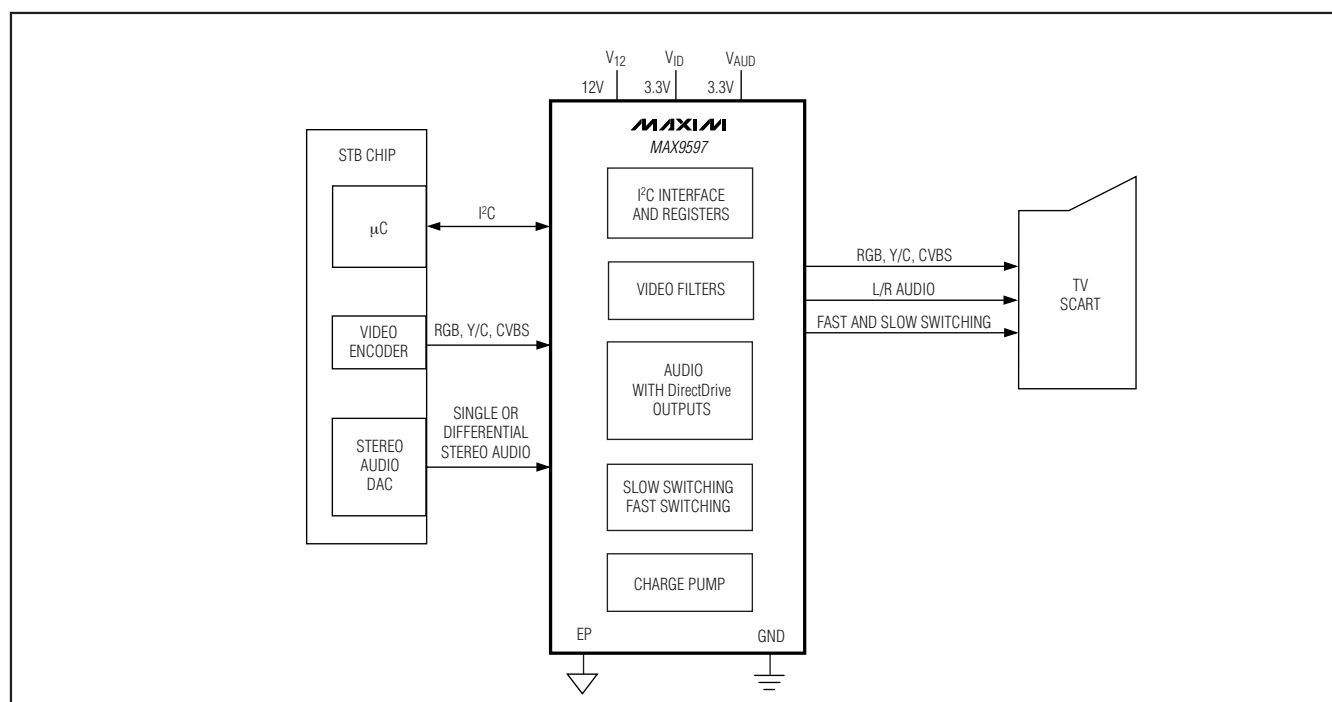 V12
VID
VAUD
12V
3.3V
3.3V
MAXIM
MAX9597
STB CHIP
µC
I²C
I²C INTERFACE
AND REGISTERS
VIDEO FILTERS
VIDEO
ENCODER
RGB, Y/C, CVBS
AUDIO
WITH DirectDrive
OUTPUTS
STEREO
AUDIO
DAC
SINGLE OR
DIFFERENTIAL
STEREO AUDIO
SLOW SWITCHING
FAST SWITCHING
CHARGE PUMP
EP
GND
RGB, Y/C, CVBS
L/R AUDIO
FAST AND SLOW SWITCHING
TV
SCART